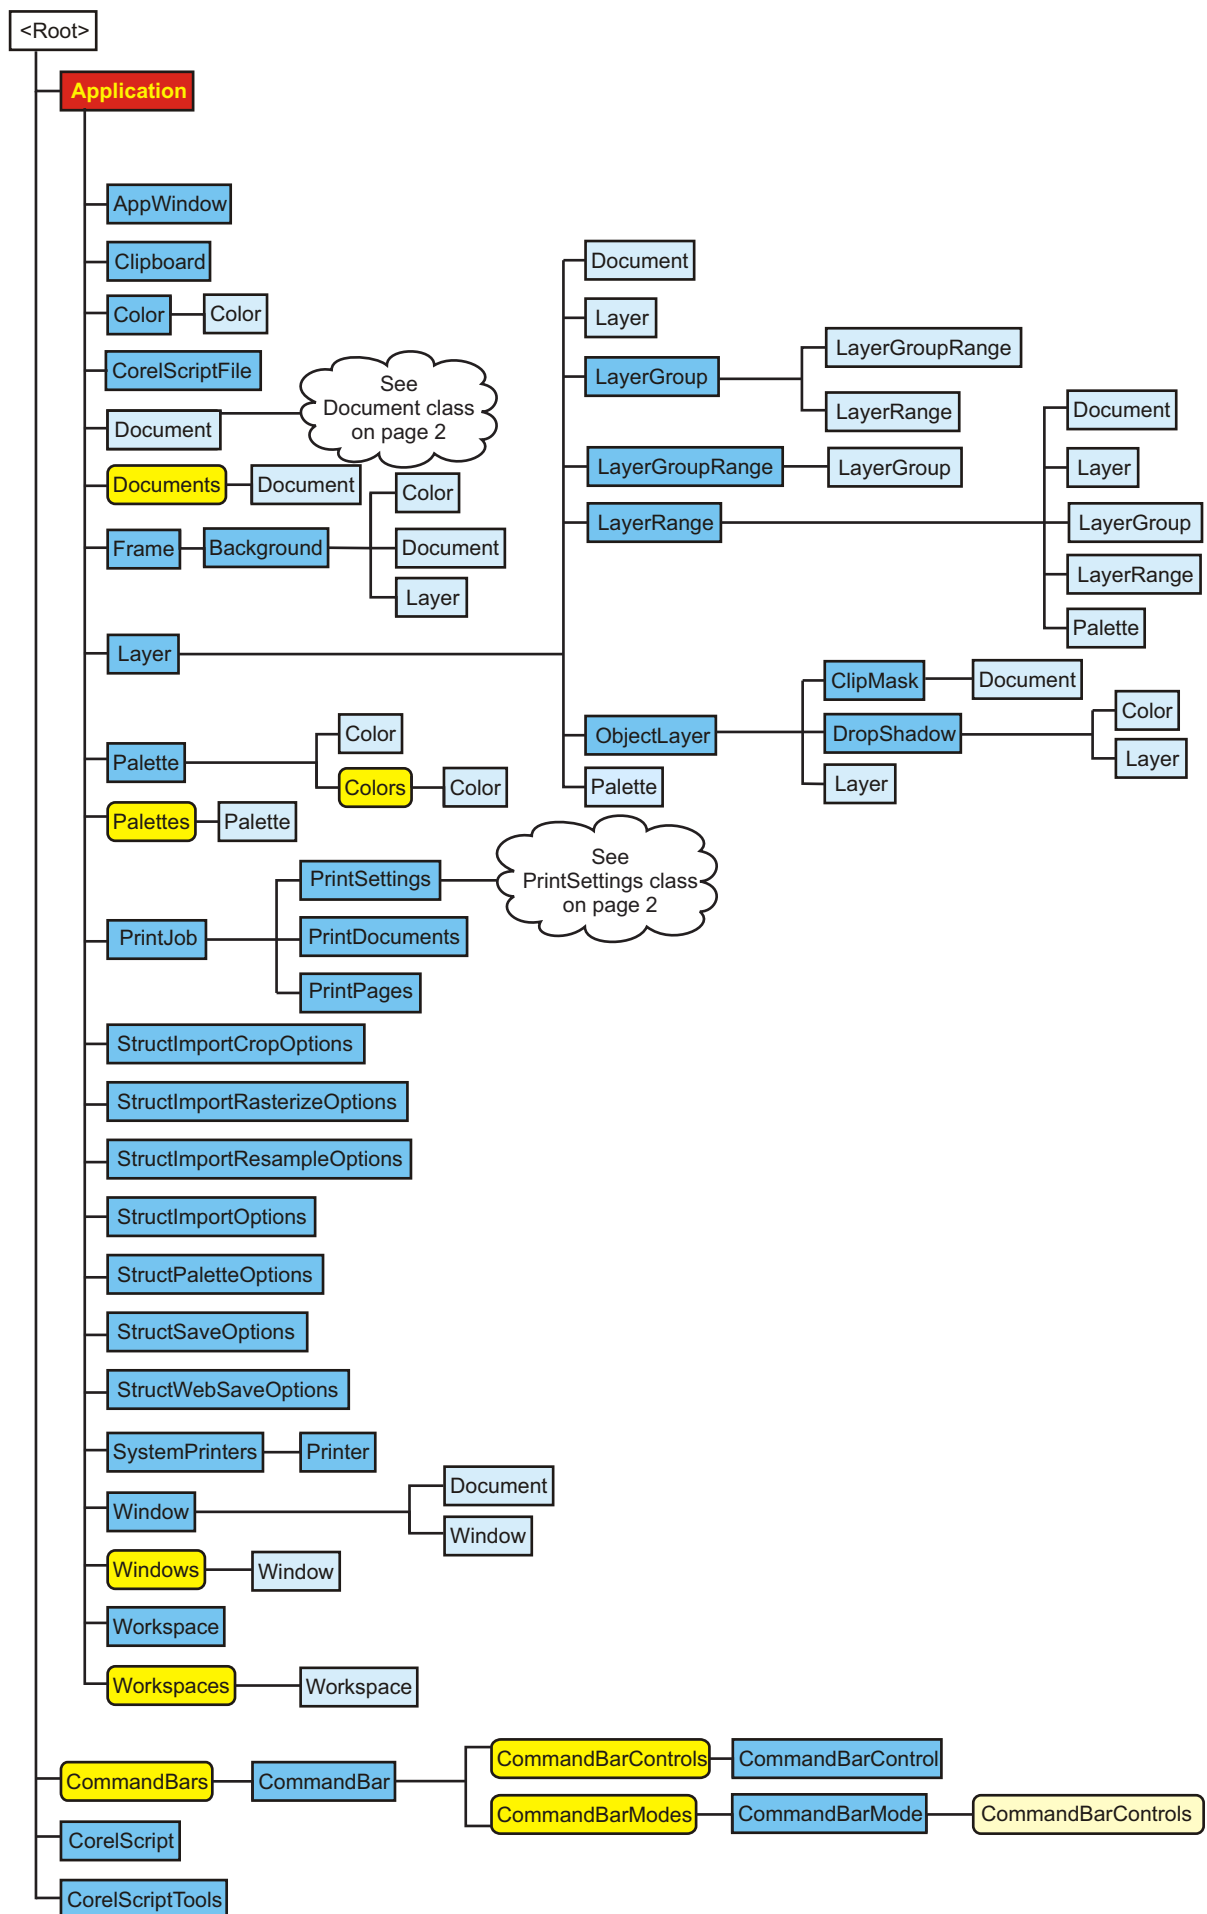 <Root>
Application
AppWindow
Clipboard
Color
Color
CorelScriptFile
Document
See
Document class
on page 2
Documents
Document
Frame
Background
Color
Document
Layer
Layer
Document
Layer
LayerGroup
LayerGroupRange
LayerRange
LayerGroupRange
LayerGroup
LayerRange
Document
Layer
LayerGroup
LayerRange
Palette
ObjectLayer
ClipMask
Document
DropShadow
Color
Layer
Layer
Palette
Palette
Color
Colors
Color
Palettes
Palette
PrintJob
PrintSettings
See
PrintSettings class
on page 2
PrintDocuments
PrintPages
StructImportCropOptions
StructImportRasterizeOptions
StructImportResampleOptions
StructImportOptions
StructPaletteOptions
StructSaveOptions
StructWebSaveOptions
SystemPrinters
Printer
Window
Document
Window
Windows
Window
Workspace
Workspaces
Workspace
CommandBars
CommandBar
CommandBarControls
CommandBarControl
CommandBarModes
CommandBarMode
CommandBarControls
CorelScript
CorelScriptTools